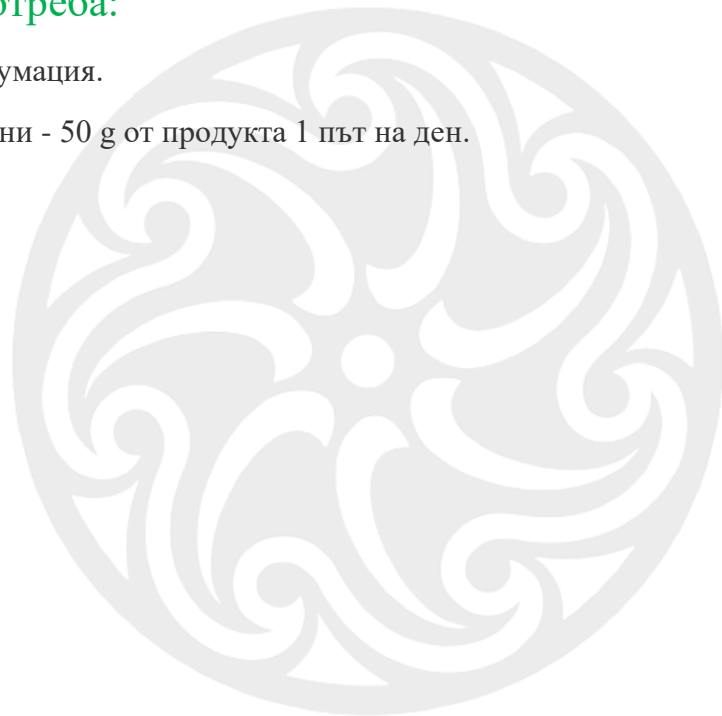 отреба:
умация.
ни - 50 g от продукта 1 път на ден.